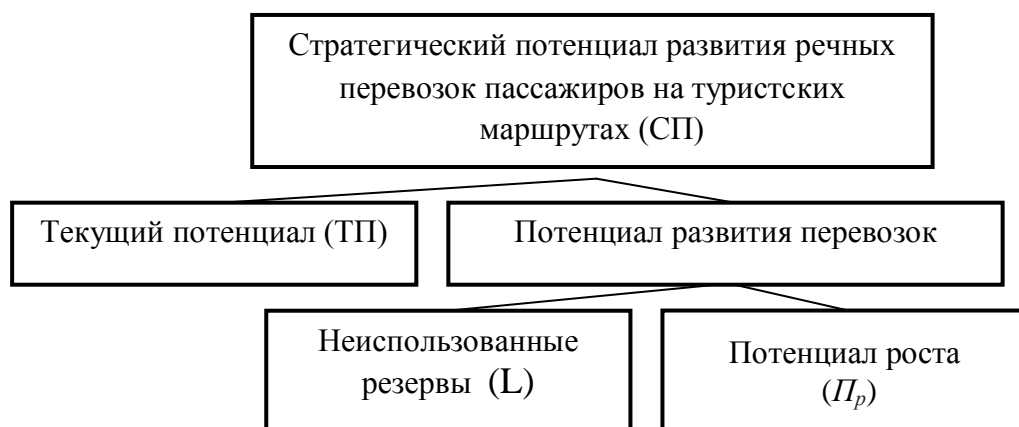 Стратегический потенциал развития речных
перевозок пассажиров на туристских
маршрутах (СП)
Текущий потенциал (ТП)
Потенциал развития перевозок
Неиспользованные
резервы (L)
Потенциал роста
(Пр)